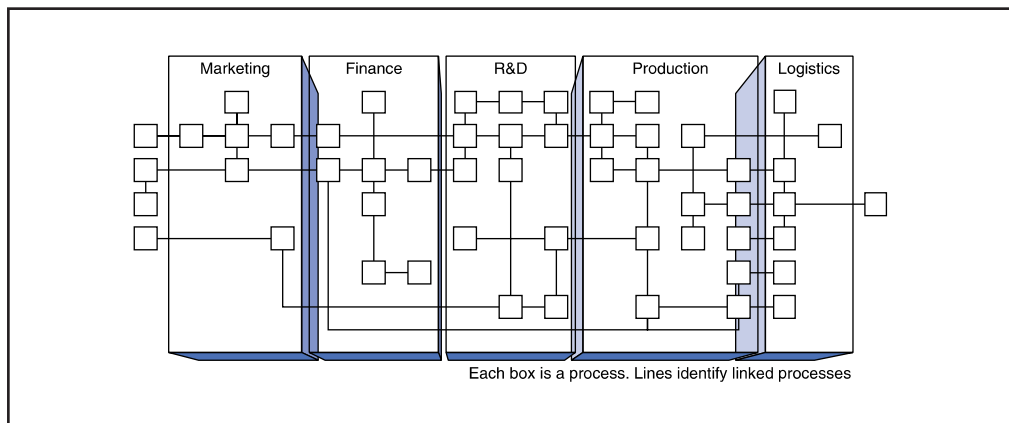 Marketing
Finance
R&D
Production
Logistics
Each box is a process. Lines identify linked processes